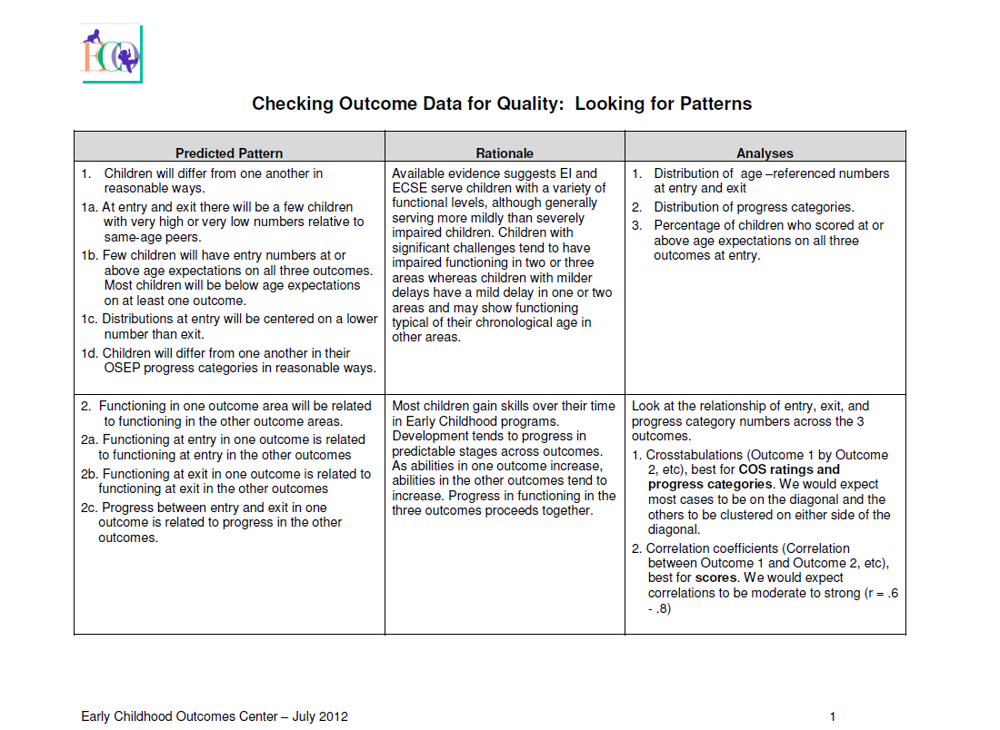 ECO
Checking Outcome Data for Quality:  Looking for Patterns
Predicted Pattern
Rationale
Analyses
1. Children will differ from one another in
reasonable ways.
1a. At entry and exit there will be a few children
with very high or very low numbers relative to
same-age peers.
1b. Few children will have entry numbers at or
above age expectations on all three outcomes.
Most children will be below age expectations
on at least one outcome.
1c. Distributions at entry will be centered on a lower
number than exit.
1d. Children will differ from one another in their
OSEP progress categories in reasonable ways.
Available evidence suggests EI and
ECSE serve children with a variety of
functional levels, although generally
serving more mildly than severely
impaired children. Children with
significant challenges tend to have
impaired functioning in two or three
areas whereas children with milder
delays have a mild delay in one or two
areas and may show functioning
typical of their chronological age in
other areas.
1. Distribution of  age –referenced numbers
at entry and exit
2. Distribution of progress categories.
3. Percentage of children who scored at or
above age expectations on all three
outcomes at entry.
2.  Functioning in one outcome area will be related
to functioning in the other outcome areas.
2a. Functioning at entry in one outcome is related
to functioning at entry in the other outcomes
2b. Functioning at exit in one outcome is related to
functioning at exit in the other outcomes
2c. Progress between entry and exit in one
outcome is related to progress in the other
outcomes.
Most children gain skills over their time
in Early Childhood programs.
Development tends to progress in
predictable stages across outcomes.
As abilities in one outcome increase,
abilities in the other outcomes tend to
increase. Progress in functioning in the
three outcomes proceeds together.
Look at the relationship of entry, exit, and
progress category numbers across the 3
outcomes.
1. Crosstabulations (Outcome 1 by Outcome
2, etc), best for COS ratings and
progress categories. We would expect
most cases to be on the diagonal and the
others to be clustered on either side of the
diagonal.
2. Correlation coefficients (Correlation
between Outcome 1 and Outcome 2, etc),
best for scores. We would expect
correlations to be moderate to strong (r = .6
- .8)
Early Childhood Outcomes Center – July 2012
1